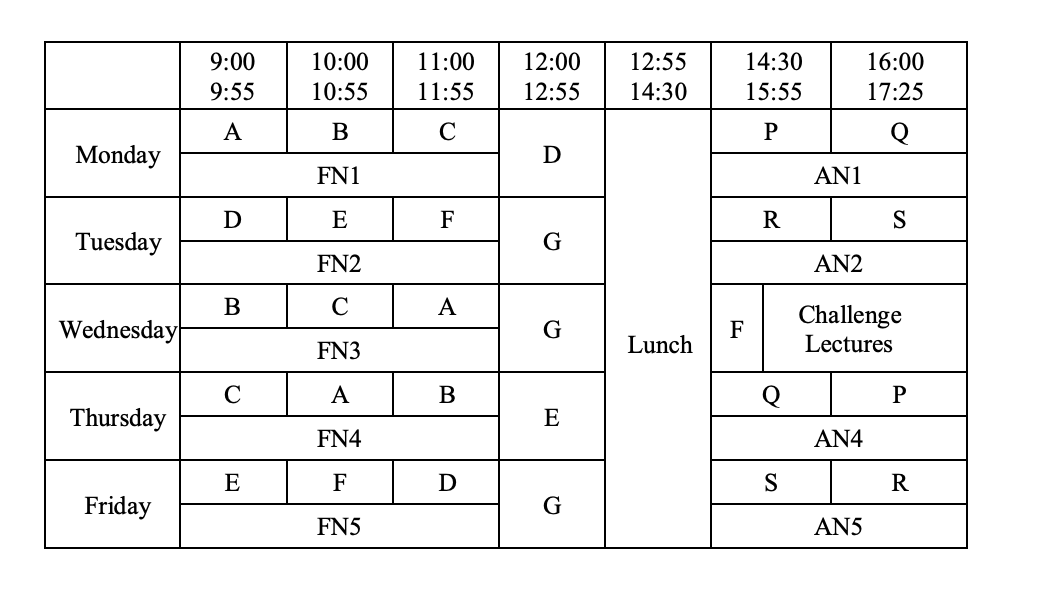 9:00 10:00 11:00 12:00 12:55 14:30 16:00
9:55 10:55 11:55 12:55 14:30 15:55 17:25
Monday A B C D P Q
FN1 AN1
Tuesday D E F G R S
FN2 AN2
Wednesday B C A G F Challenge
Lectures
FN3 Lunch
Thursday C A B E Q P
FN4 AN4
Friday E F D G S R
FN5 AN5